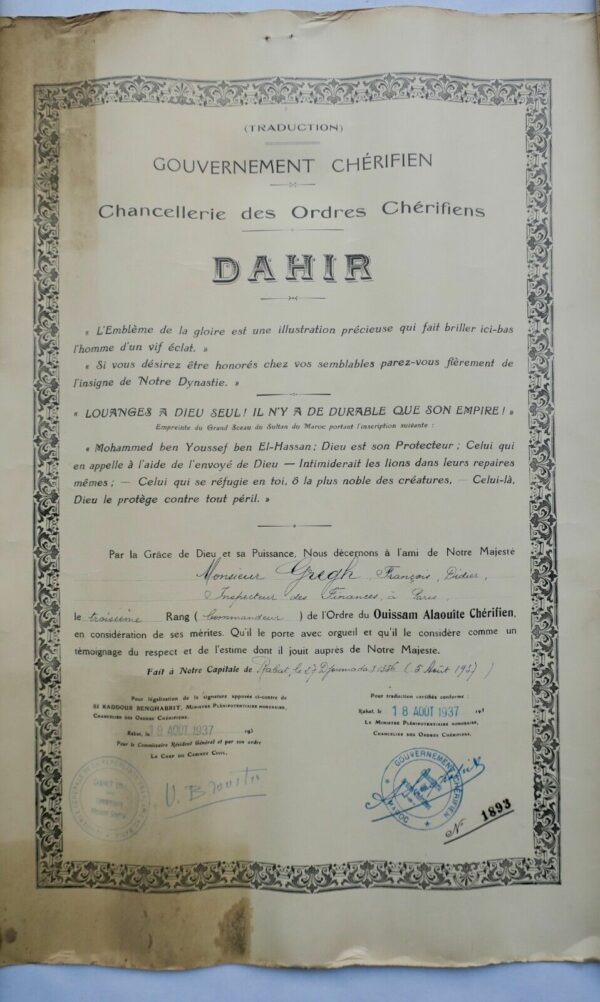 (TRADUCTION)
GOUVERNEMENT CHÉRIFIEN
Chancellerie des Ordres Chérifiens
DAHIR
« L'Emblème de la gloire est une illustration précieuse qui fait briller ici-bas
l'homme d'un vif éclat. »
« Si vous désirez être honorés chez vos semblables parez-vous fièrement de
l'insigne de Notre Dynastie. »
« LOUANGES A DIEU SEUL! IL N'Y A DE DURABLE QUE SON EMPIRE! »
Empreinte du Grand Sceau du Sultan du Maroc portant l'inscription suivante :
« Mohammed ben Youssef ben El-Hassan; Dieu est son Protecteur; Celui qui
en appelle à l'aide de l'envoyé de Dieu — Intimiderait les lions dans leurs repaires
mêmes; — Celui qui se réfugie en toi, ô la plus noble des créatures, — Celui-là,
Dieu le protège contre tout péril. »
Par la Grâce de Dieu et sa Puissance, Nous décernons à l'ami de Notre Majesté
Monsieur Gregh, François, Didier,
Inspecteur des Finances, à Paris,
le troisième Rang (Commandeur) de l'Ordre du Ouissam Alaouite Chérifien,
en considération de ses mérites. Qu'il le porte avec orgueil et qu'il le considère comme un
témoignage du respect et de l'estime dont il jouit auprès de Notre Majesté.
Fait à Notre Capitale de Rabat, le 27 Djoumada I 1356 (5 Août 1937)
Pour légalisation de la signature apposée ci-contre de
SI KADDOUR BENGHABRIT, MINISTRE PLÉNIPOTENTIAIRE HONORAIRE,
CHANCELIER DES ORDRES CHÉRIFIENS.
Rabat, le 18 AOUT 1937 193
Pour le Commissaire Résident Général et par son ordre
LE CHEF DU CABINET CIVIL,
Pour traduction certifiée conforme :
Rabat, le 18 AOUT 1937 193
LE MINISTRE PLÉNIPOTENTIAIRE HONORAIRE,
CHANCELIER DES ORDRES CHÉRIFIENS,
GOUVERNEMENT CHÉRIFIEN
MAROC
N° 1893